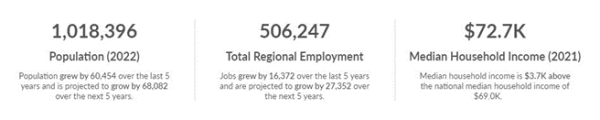 1,018,396
Population (2022)
Population grew by 60,454 over the last 5
years and is projected to grow by 68,082
over the next 5 years.
506,247
Total Regional Employment
Jobs grew by 16,372 over the last 5 years
and are projected to grow by 27,352 over
the next 5 years.
$72.7K
Median Household Income (2021)
Median household income is $3.7K above
the national median household income of
$69.0K.